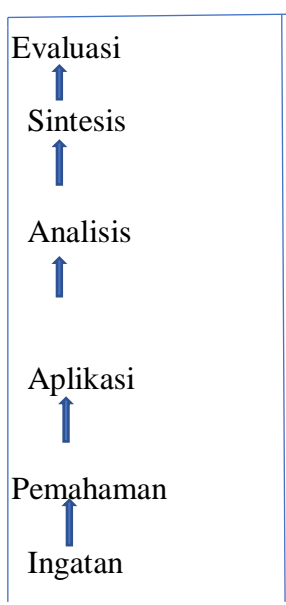 Evaluasi
Sintesis
Analisis
Aplikasi
Pemahaman
Ingatan